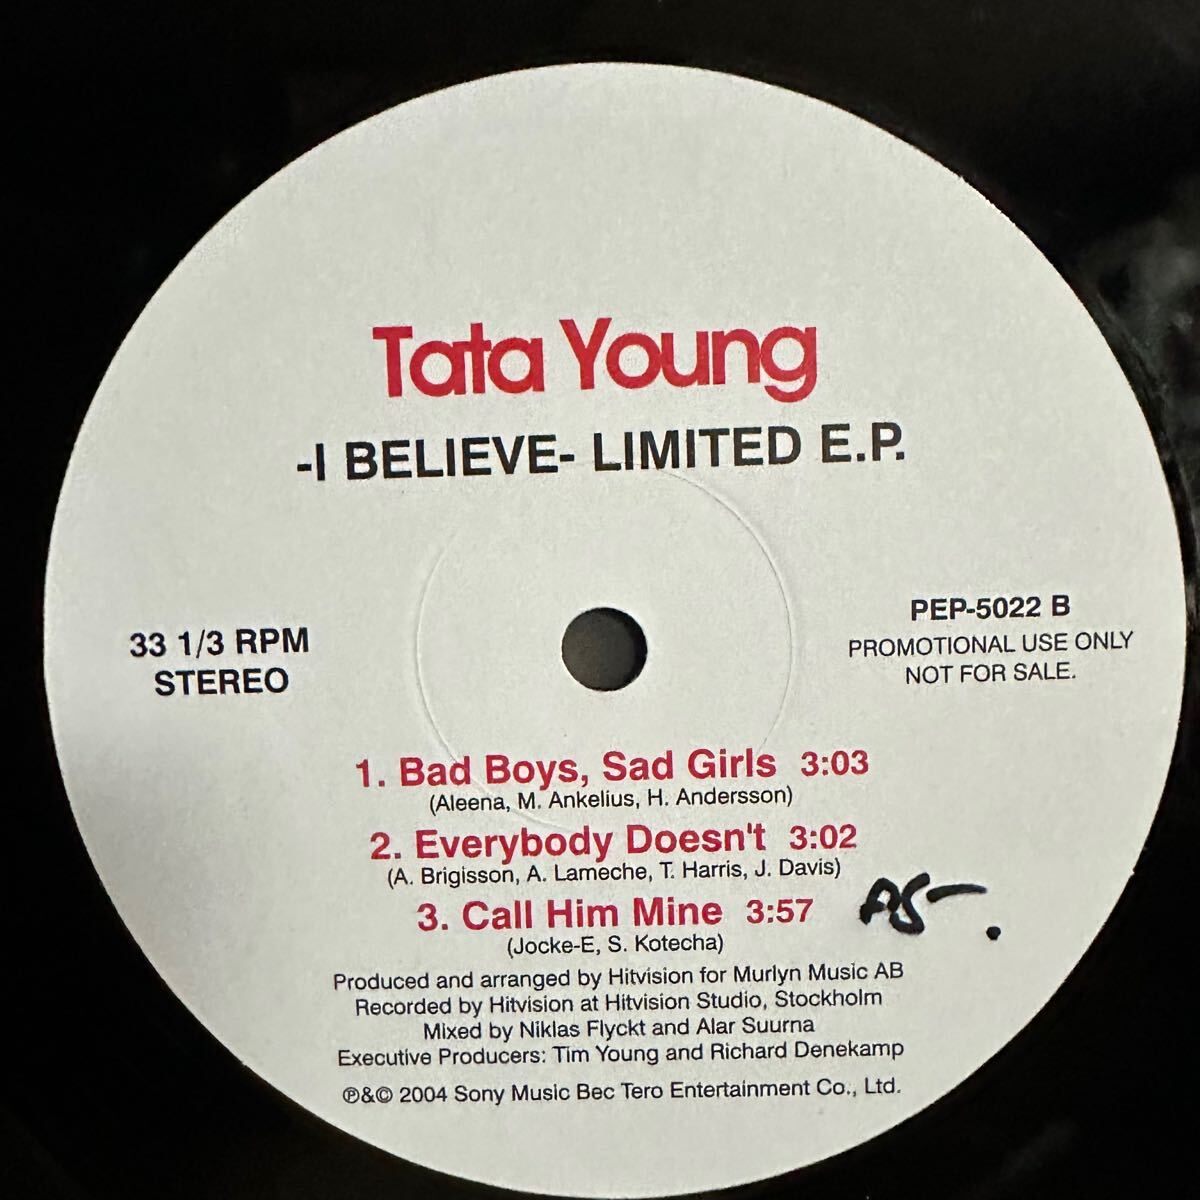 Tata Young
-I BELIEVE- LIMITED E.P.
33 1/3 RPM
STEREO
PEP-5022 B
PROMOTIONAL USE ONLY
NOT FOR SALE.
1. Bad Boys, Sad Girls 3:03
(Aleena, M. Ankelius, H. Andersson)
2. Everybody Doesn't 3:02
(A. Brigisson, A. Lameche, T. Harris, J. Davis)
3. Call Him Mine 3:57
(Jocke-E, S. Kotecha)
Produced and arranged by Hitvision for Murlyn Music AB
Recorded by Hitvision at Hitvision Studio, Stockholm
Mixed by Niklas Flyckt and Alar Suurna
Executive Producers: Tim Young and Richard Denekamp
℗&© 2004 Sony Music Bec Tero Entertainment Co., Ltd.